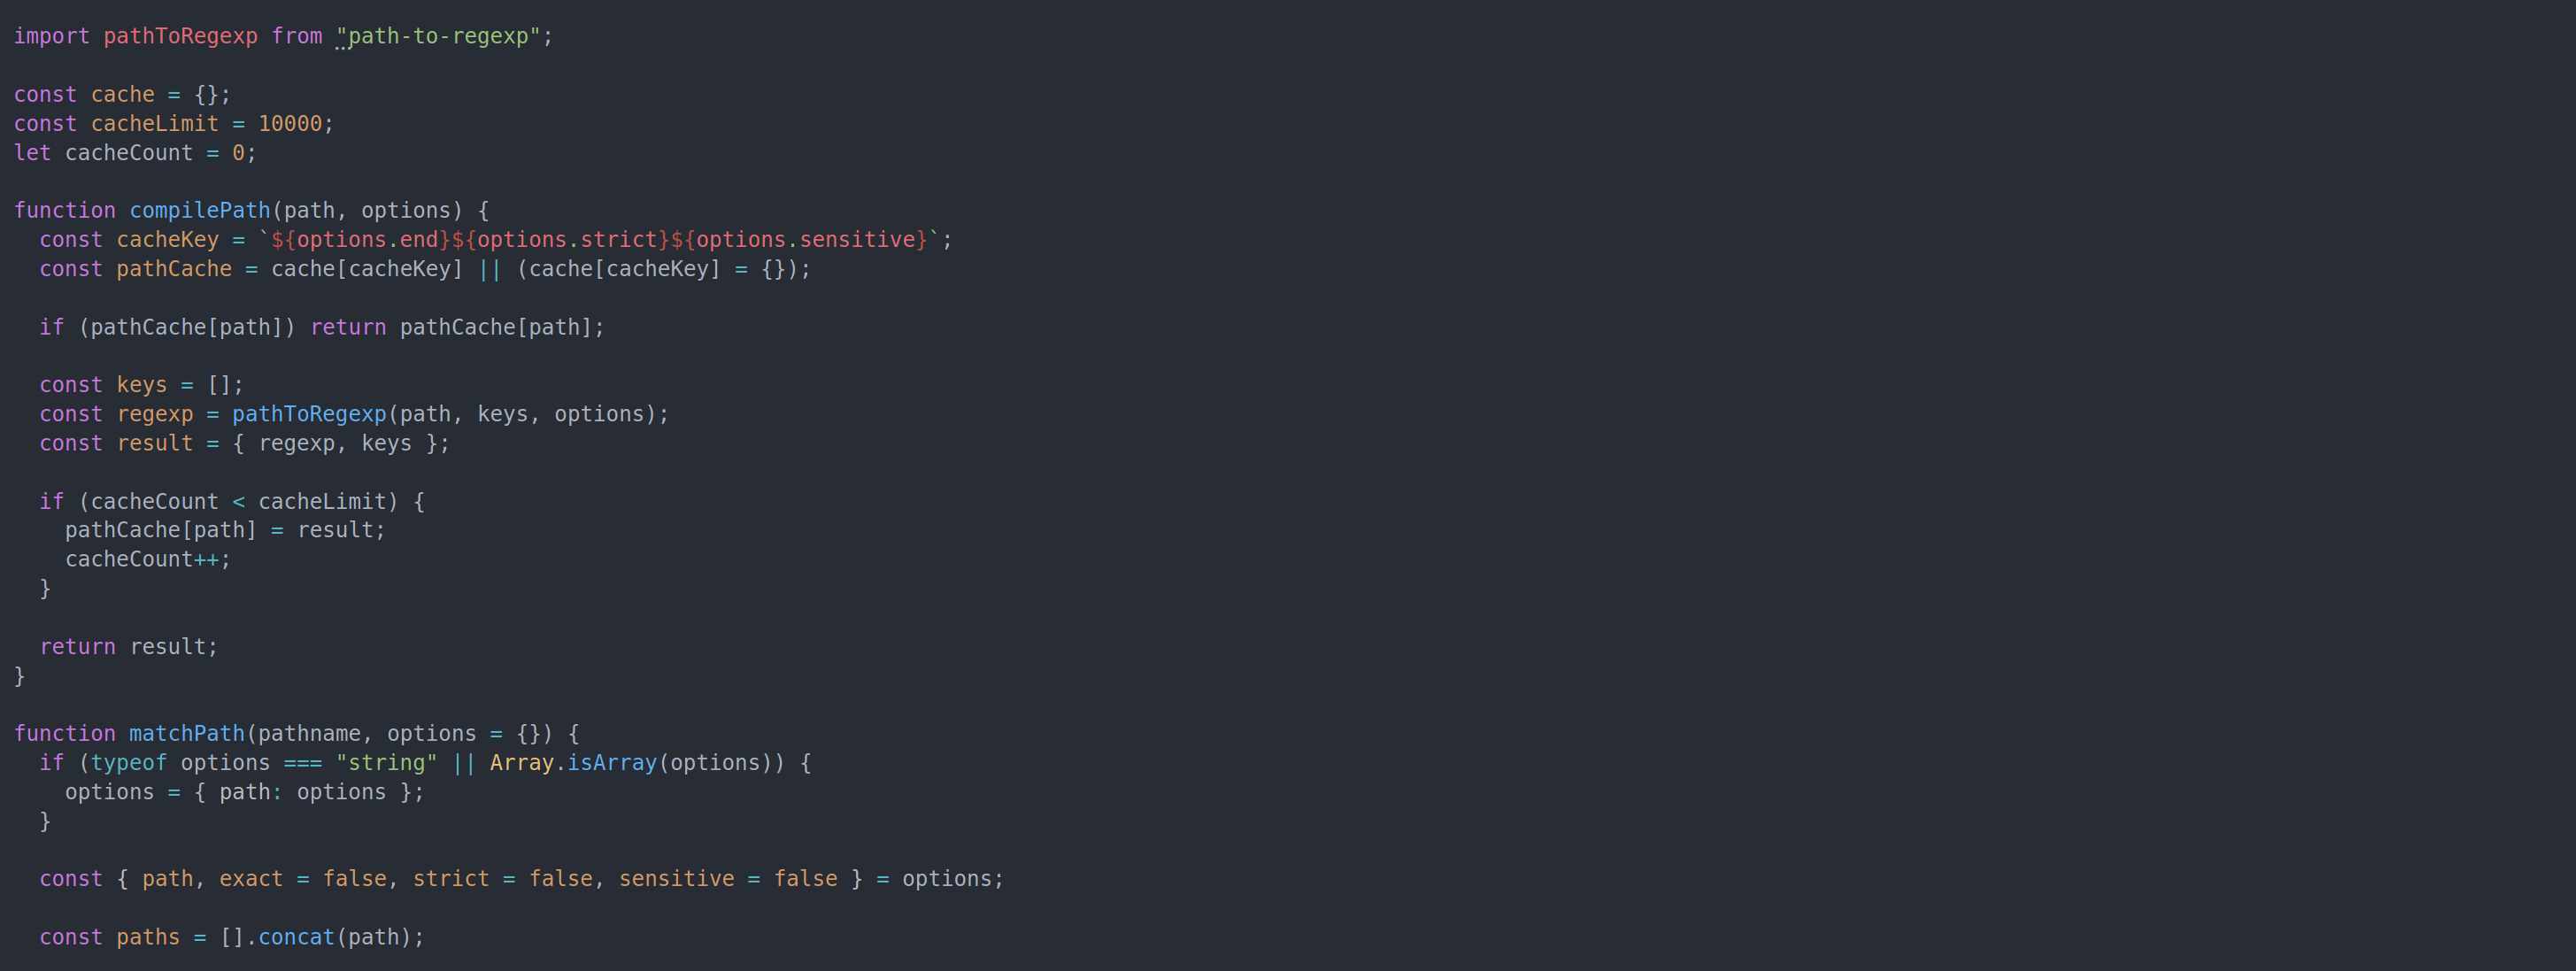 import pathToRegexp from "path-to-regexp";

const cache = {};
const cacheLimit = 10000;
let cacheCount = 0;

function compilePath(path, options) {
  const cacheKey = `${options.end}${options.strict}${options.sensitive}`;
  const pathCache = cache[cacheKey] || (cache[cacheKey] = {});

  if (pathCache[path]) return pathCache[path];

  const keys = [];
  const regexp = pathToRegexp(path, keys, options);
  const result = { regexp, keys };

  if (cacheCount < cacheLimit) {
    pathCache[path] = result;
    cacheCount++;
  }

  return result;
}

function matchPath(pathname, options = {}) {
  if (typeof options === "string" || Array.isArray(options)) {
    options = { path: options };
  }

  const { path, exact = false, strict = false, sensitive = false } = options;

  const paths = [].concat(path);